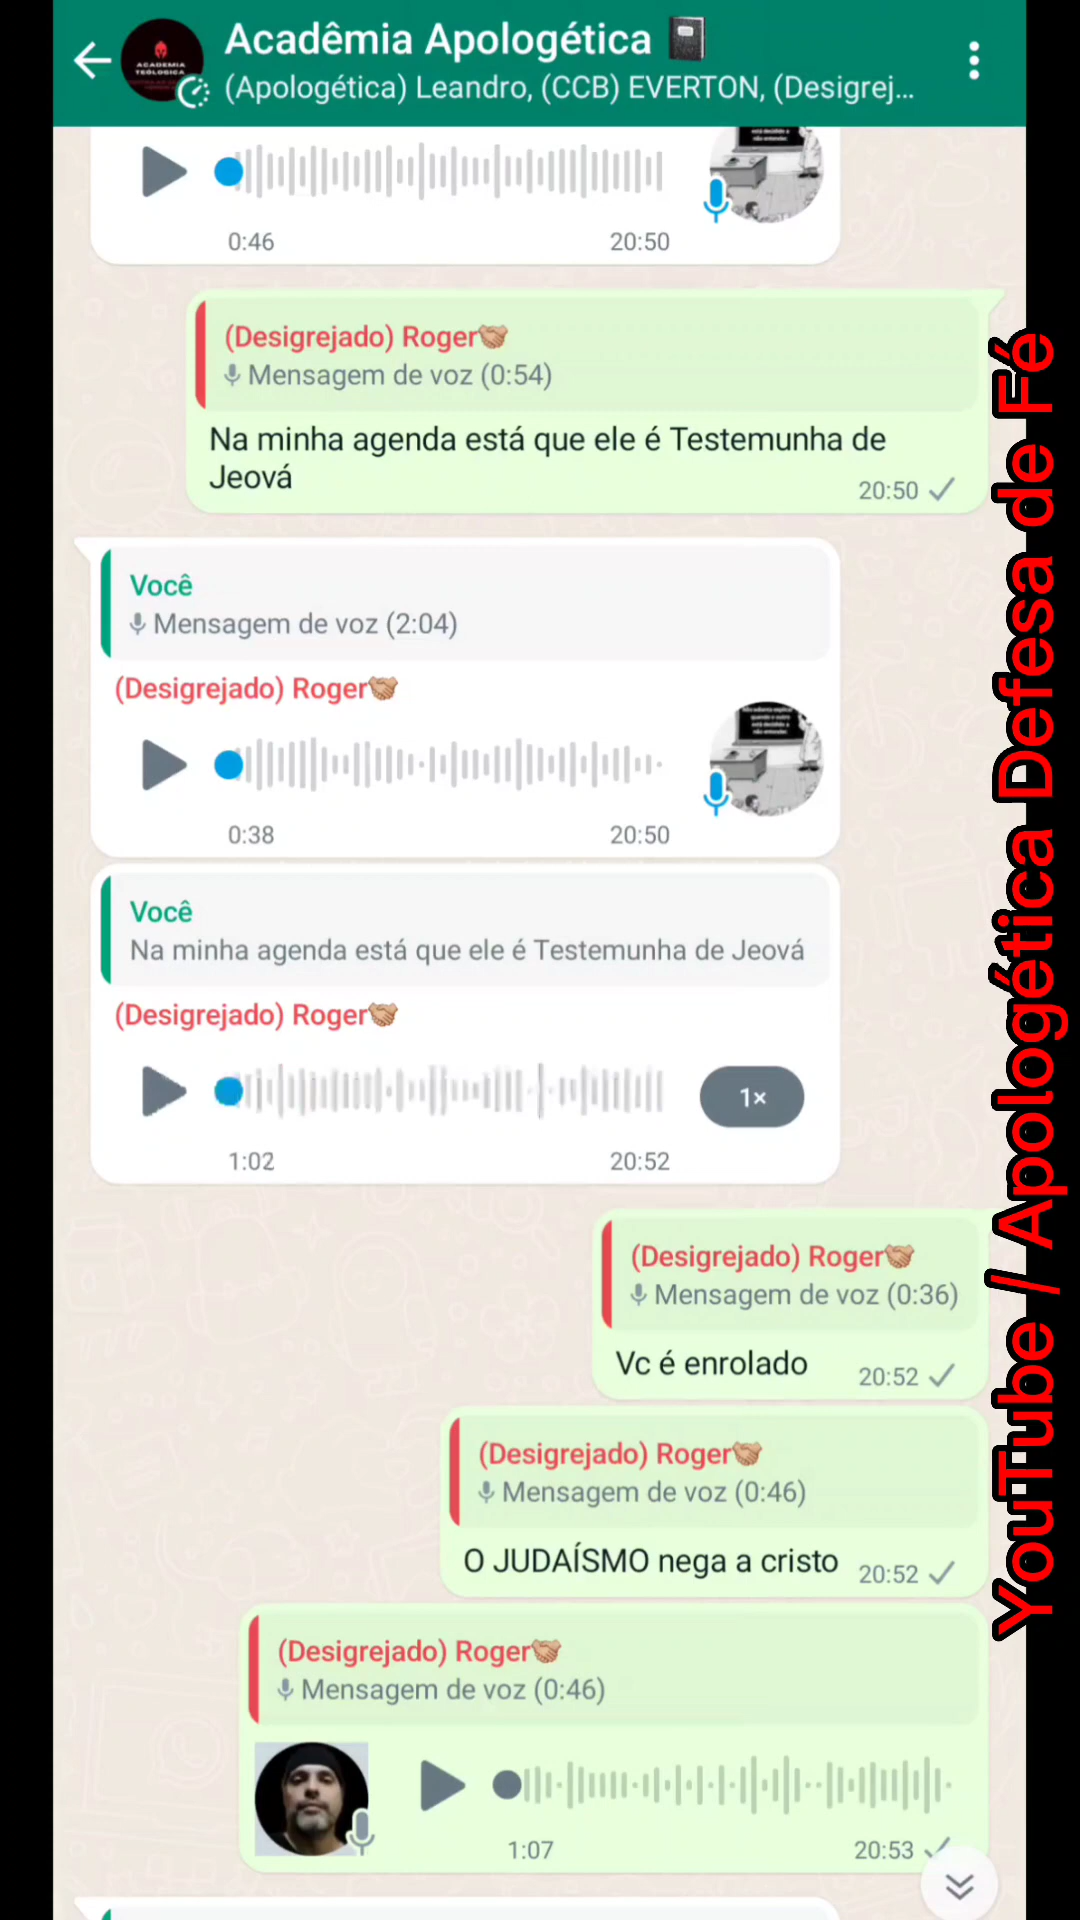 Acadêmia Apologética
(Apologética) Leandro, (CCB) EVERTON, (Desigrej...
ACADEMIA
TEOLOGICA
0:46 20:50
(Desigrejado) Roger🤝
Mensagem de voz (0:54)
Na minha agenda está que ele é Testemunha de
Jeová
20:50
Você
Mensagem de voz (2:04)
(Desigrejado) Roger🤝
0:38 20:50
Você
Na minha agenda está que ele é Testemunha de Jeová
(Desigrejado) Roger🤝
1×
1:02 20:52
(Desigrejado) Roger🤝
Mensagem de voz (0:36)
Vc é enrolado 20:52
(Desigrejado) Roger🤝
Mensagem de voz (0:46)
O JUDAÍSMO nega a cristo 20:52
(Desigrejado) Roger🤝
Mensagem de voz (0:46)
1:07 20:53
YouTube / Apologética Defesa de Fé